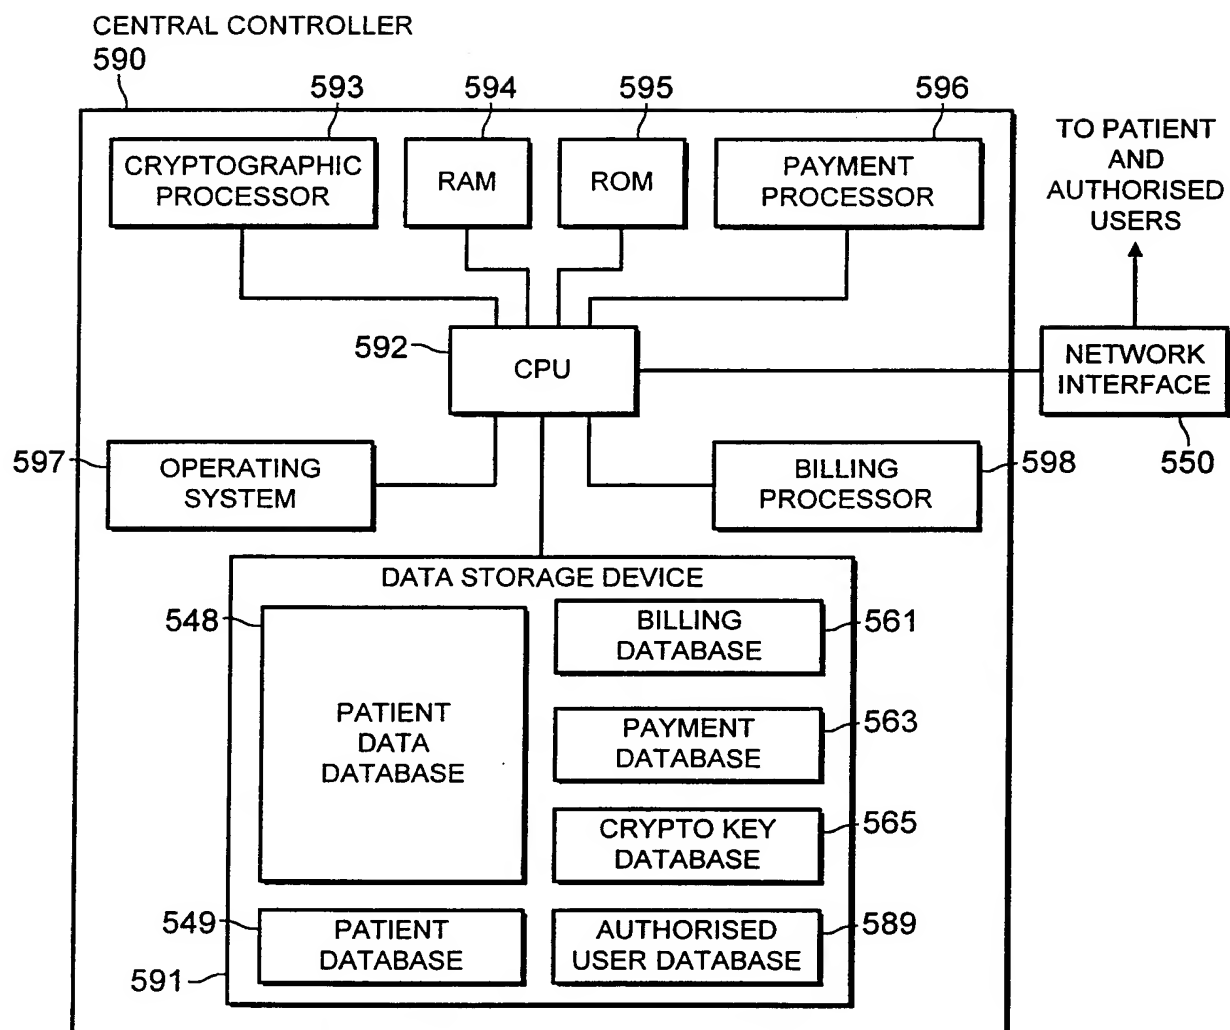 CENTRAL CONTROLLER
590
593
594
595
596
CRYPTOGRAPHIC
PROCESSOR
RAM
ROM
PAYMENT
PROCESSOR
TO PATIENT
AND
AUTHORISED
USERS
592
CPU
NETWORK
INTERFACE
550
597
OPERATING
SYSTEM
BILLING
PROCESSOR
598
DATA STORAGE DEVICE
548
PATIENT
DATA
DATABASE
BILLING
DATABASE
561
PAYMENT
DATABASE
563
CRYPTO KEY
DATABASE
565
549
PATIENT
DATABASE
AUTHORISED
USER DATABASE
589
591